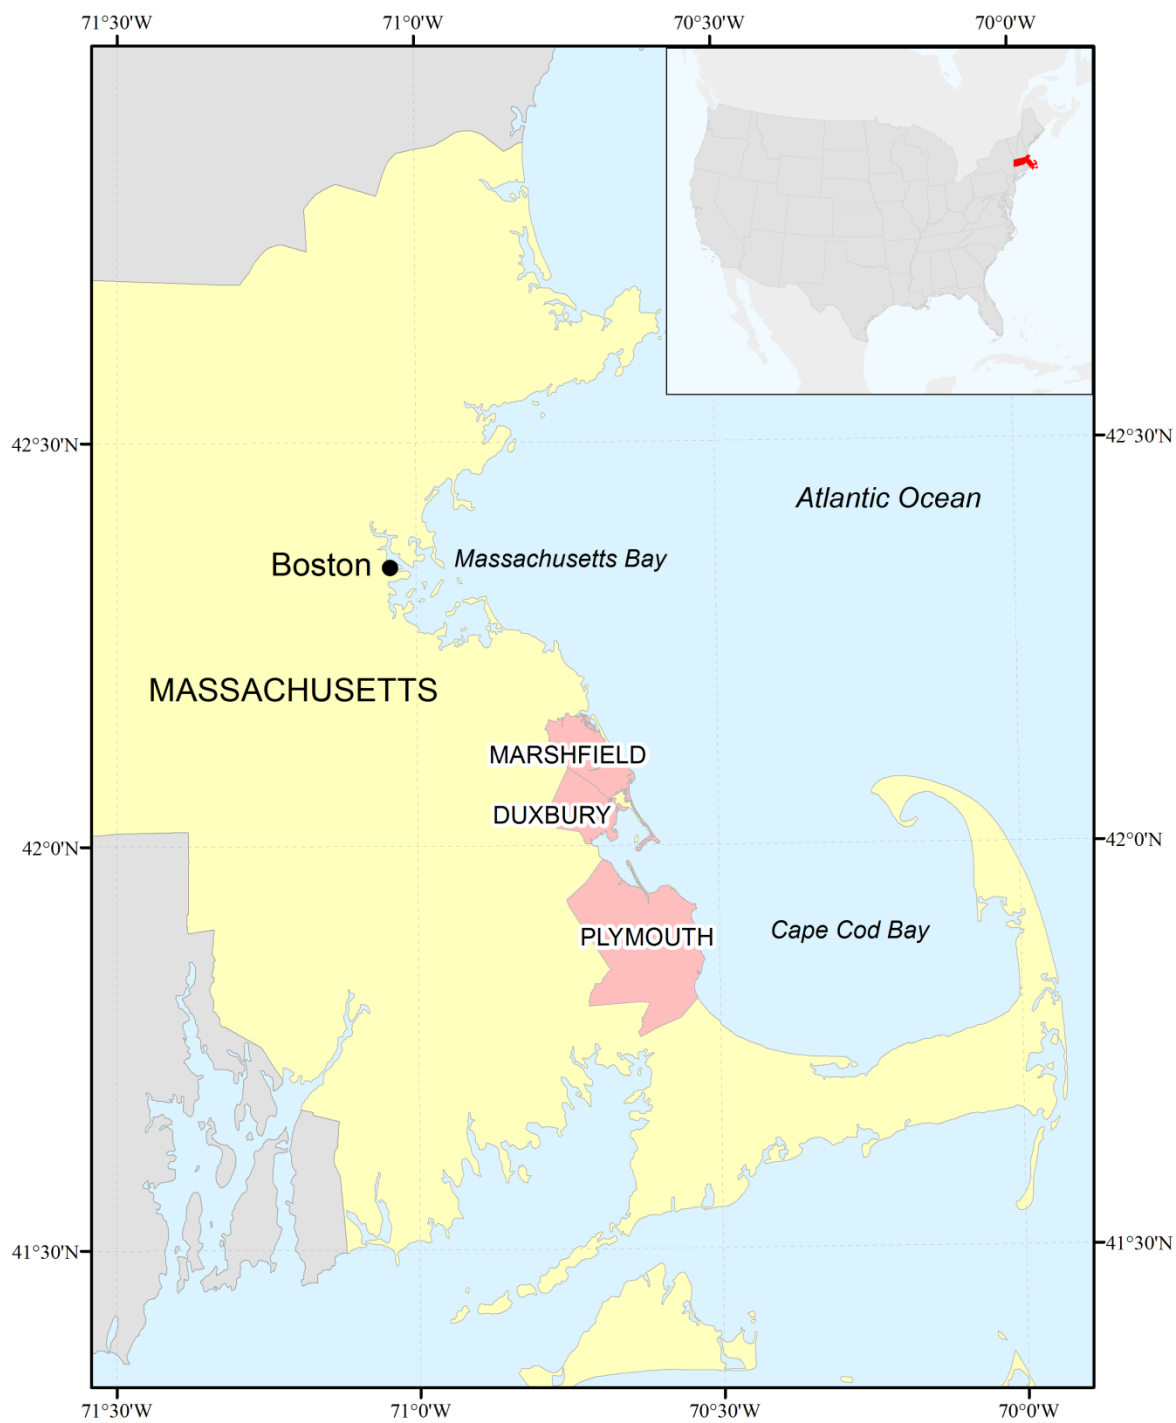 71°30'W
71°0'W
70°30'W
70°0'W
42°30'N
42°30'N
Atlantic Ocean
Massachusetts Bay
Boston
MASSACHUSETTS
MARSHFIELD
DUXBURY
42°0'N
42°0'N
Cape Cod Bay
PLYMOUTH
41°30'N
41°30'N
71°30'W
71°0'W
70°30'W
70°0'W